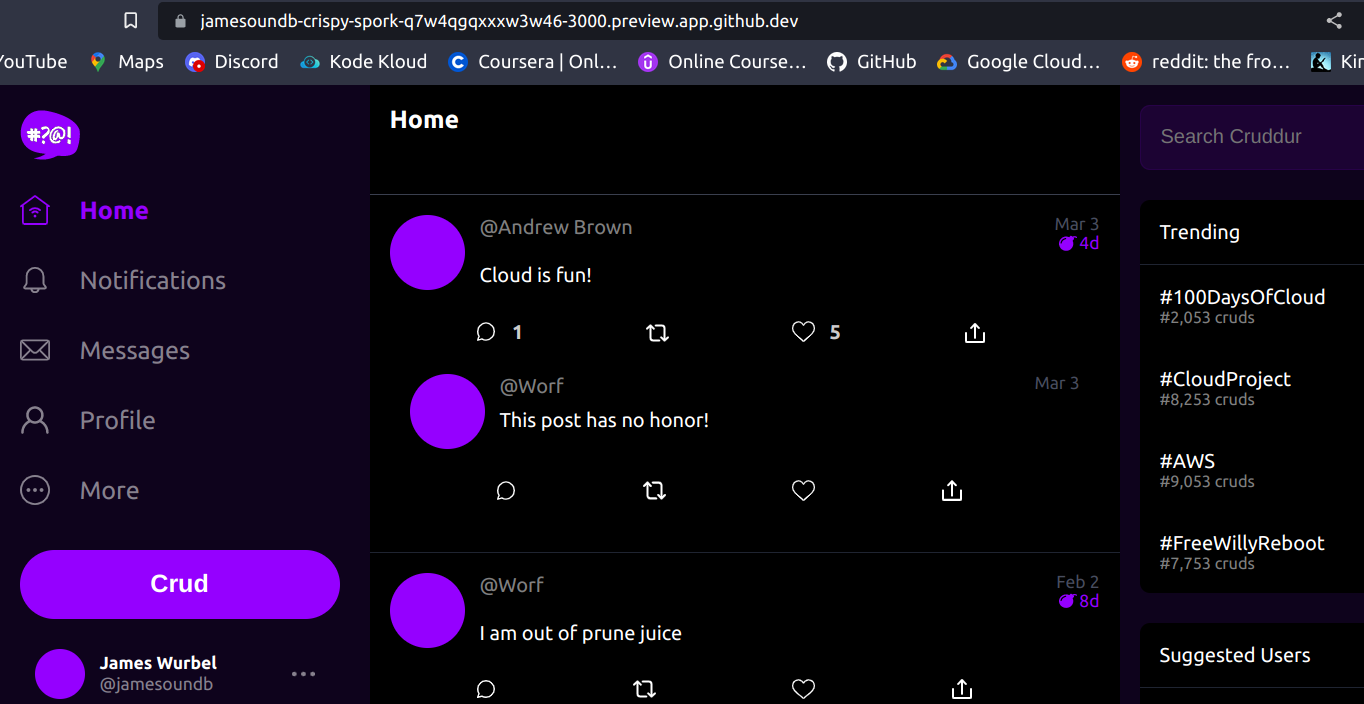 jamesoundb-crispy-spork-q7w4qgqxxxw3w46-3000.preview.app.github.dev
YouTube Maps Discord Kode Kloud Coursera | Onl... Online Course... GitHub Google Cloud... reddit: the fro... Kir
#?@!
Home
Notifications
Messages
Profile
More
Crud
James Wurbel
@jamesoundb
Home
@Andrew Brown
Mar 3
4d
Cloud is fun!
1
5
@Worf
Mar 3
This post has no honor!
@Worf
Feb 2
8d
I am out of prune juice
Search Cruddur
Trending
#100DaysOfCloud
#2,053 cruds
#CloudProject
#8,253 cruds
#AWS
#9,053 cruds
#FreeWillyReboot
#7,753 cruds
Suggested Users